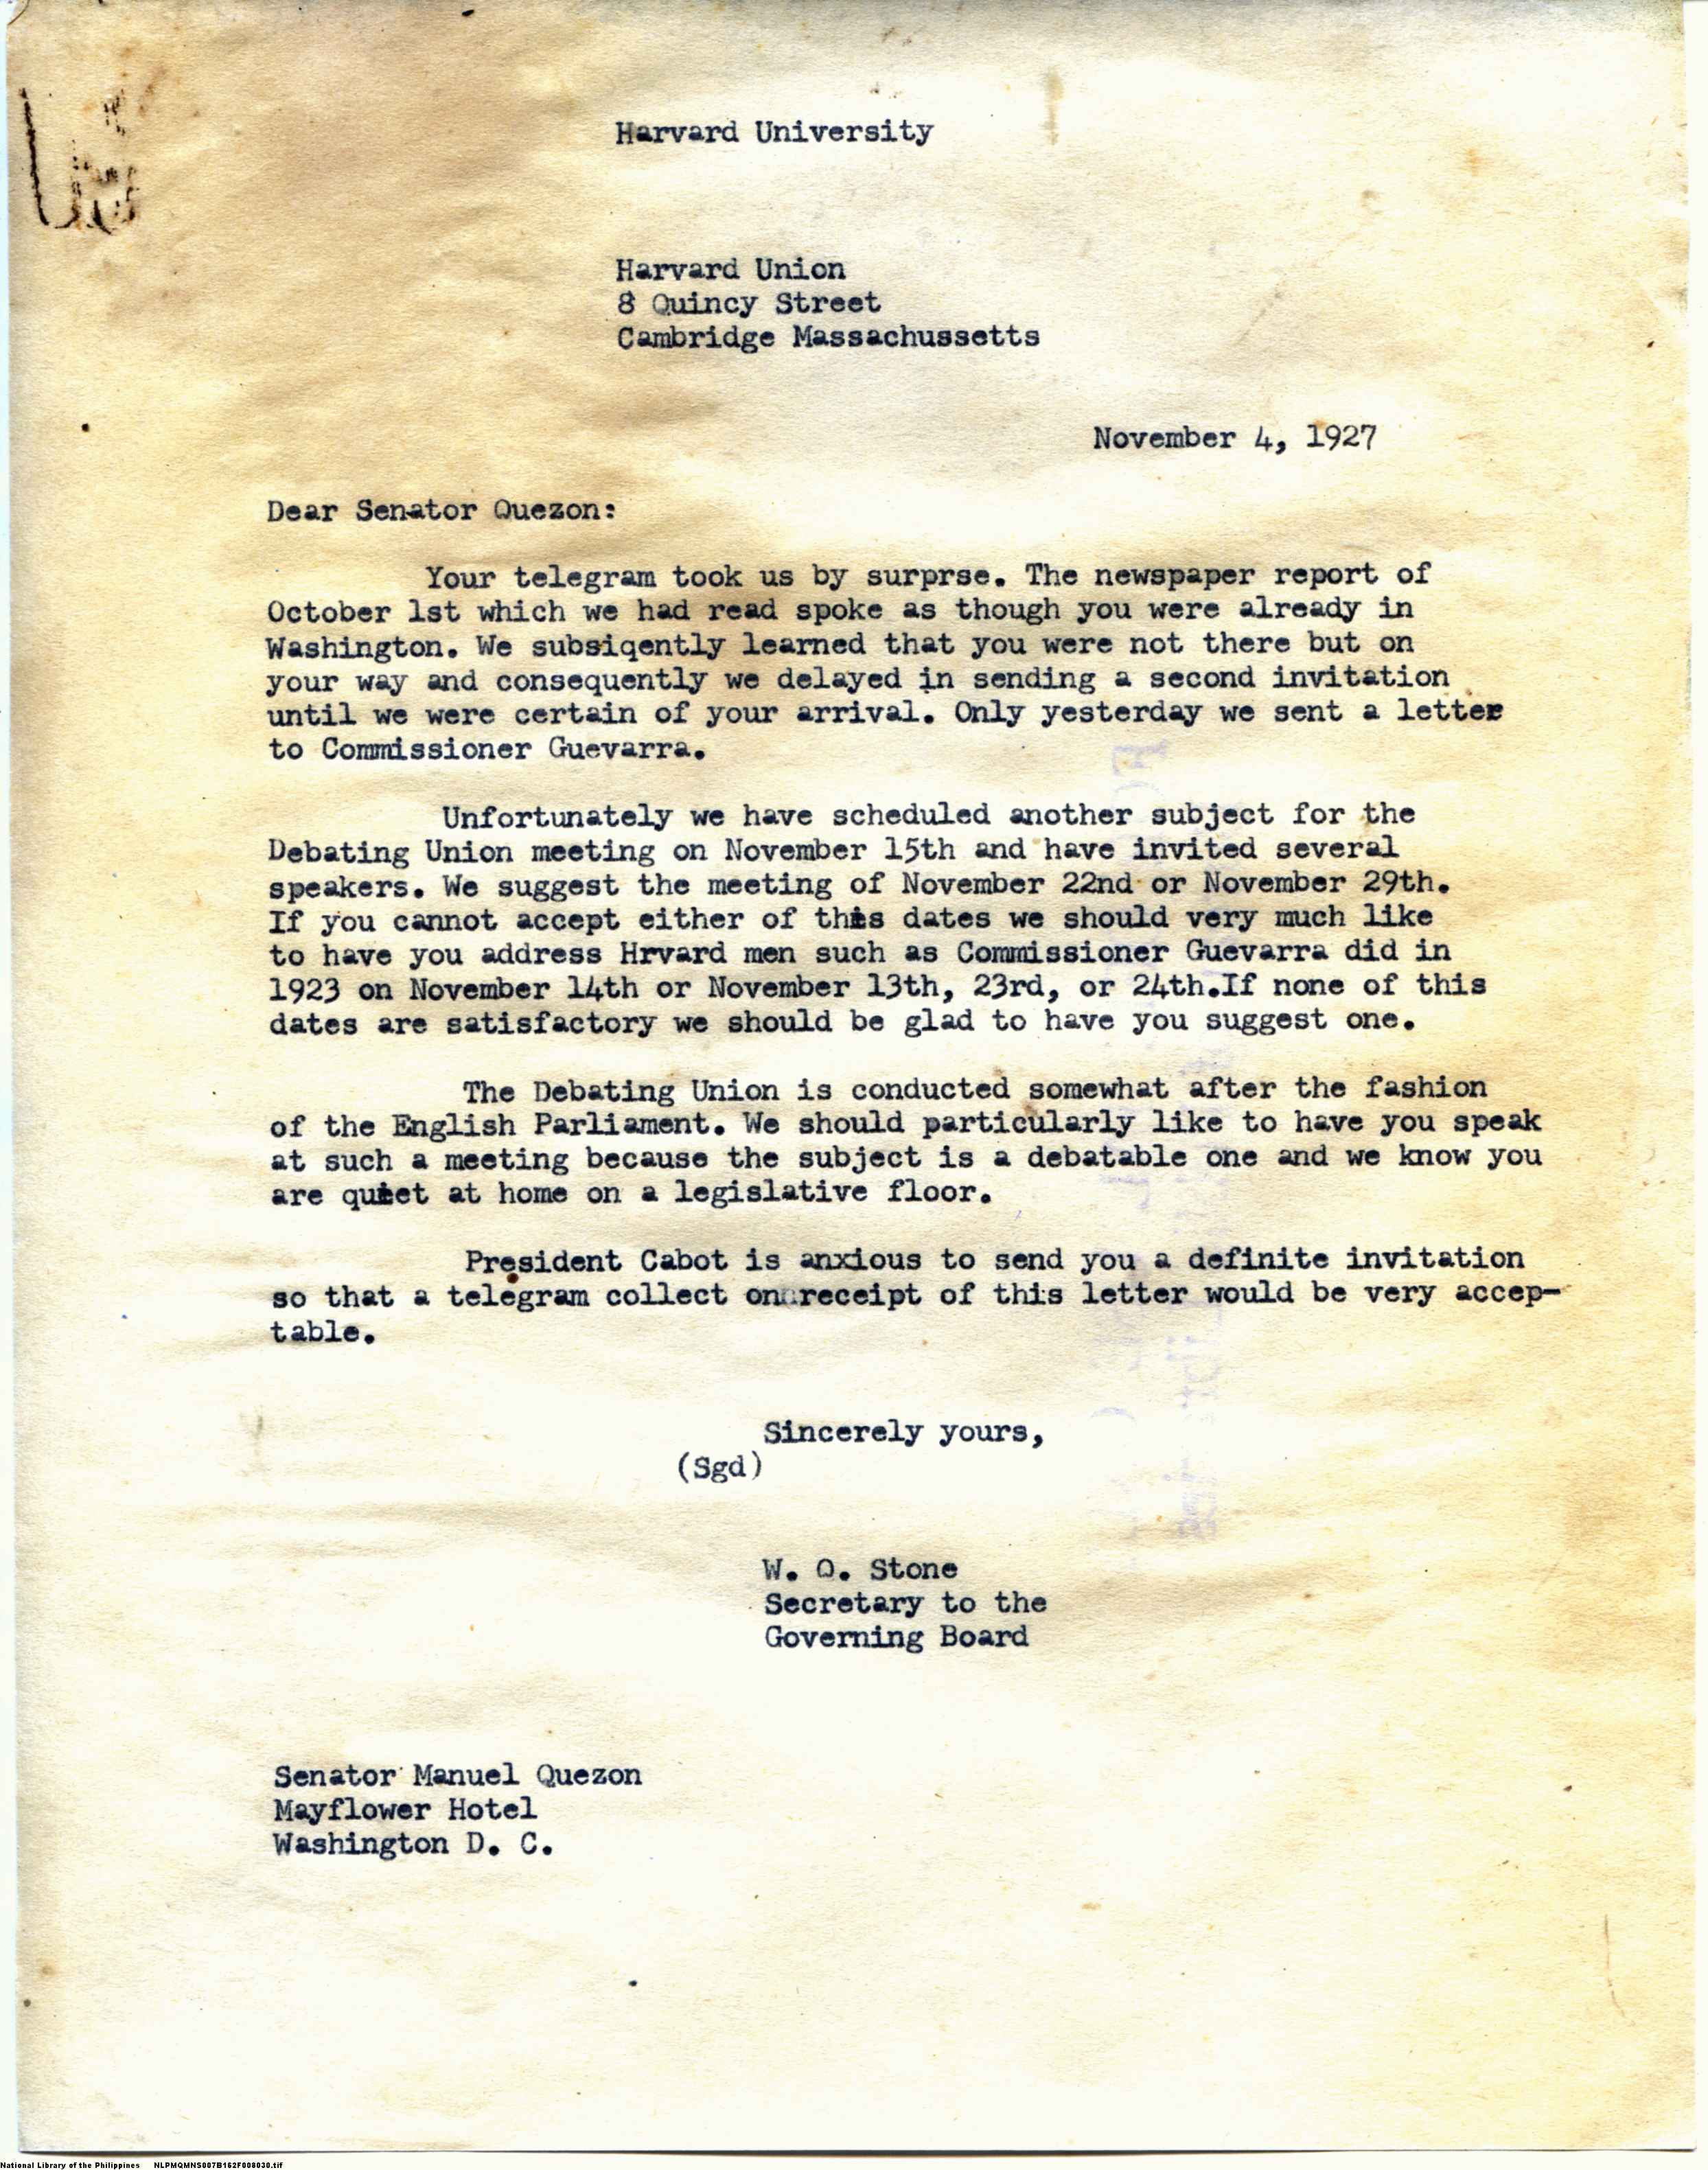 Harvard University
Harvard Union
8 Quincy Street
Cambridge Massachussetts
November 4, 1927
Dear Senator Quezon:
Your telegram took us by surprse. The newspaper report of
October 1st which we had read spoke as though you were already in
Washington. We subsiqently learned that you were not there but on
your way and consequently we delayed in sending a second invitation
until we were certain of your arrival. Only yesterday we sent a letter
to Commissioner Guevarra.
Unfortunately we have scheduled another subject for the
Debating Union meeting on November 15th and have invited several
speakers. We suggest the meeting of November 22nd or November 29th.
If you cannot accept either of this dates we should very much like
to have you address Hrvard men such as Commissioner Guevarra did in
1923 on November 14th or November 13th, 23rd, or 24th.If none of this
dates are satisfactory we should be glad to have you suggest one.
The Debating Union is conducted somewhat after the fashion
of the English Parliament. We should particularly like to have you speak
at such a meeting because the subject is a debatable one and we know you
are quiet at home on a legislative floor.
President Cabot is anxious to send you a definite invitation
so that a telegram collect on receipt of this letter would be very accep-
table.
Sincerely yours,
(Sgd)
W. O. Stone
Secretary to the
Governing Board
Senator Manuel Quezon
Mayflower Hotel
Washington D. C.
National Library of the Philippines NLPMQMNS007B162F008030.tif